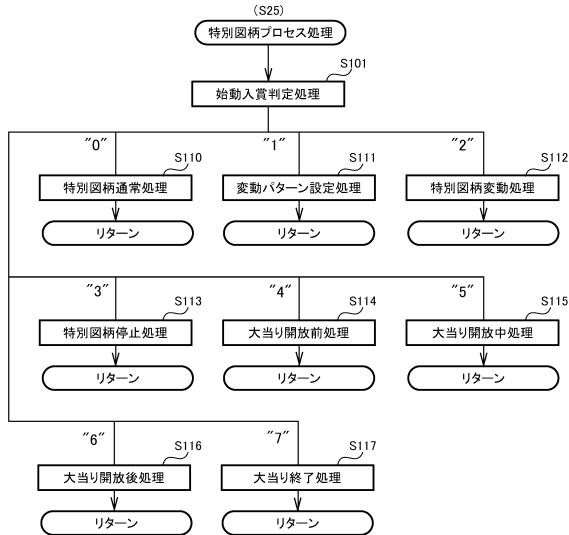 (S25)
特別図柄プロセス処理
S101
始動入賞判定処理
"0"
"1"
"2"
S110
S111
S112
特別図柄通常処理
変動パターン設定処理
特別図柄変動処理
リターン
リターン
リターン
"3"
"4"
"5"
S113
S114
S115
特別図柄停止処理
大当り開放前処理
大当り開放中処理
リターン
リターン
リターン
"6"
"7"
S116
S117
大当り開放後処理
大当り終了処理
リターン
リターン